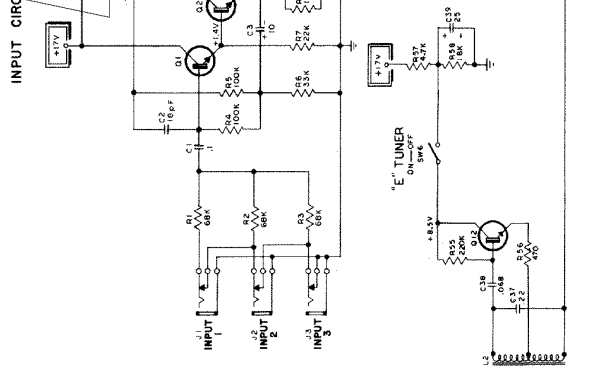 INPUT CIRC
+17V
Q2
+1.4V
C3
10
Q1
R7
22K
R5
100K
R6
33K
C2
18pF
R4
100K
C1
.1
R1
68K
R2
68K
R3
68K
J1
INPUT
1
J2
INPUT
2
J3
INPUT
3
+17V
R57
4.7K
C39
25
R58
18K
"E" TUNER
ON—OFF
SW6
+8.5V
Q12
R55
220K
R56
470
C38
.068
C37
.22
L2